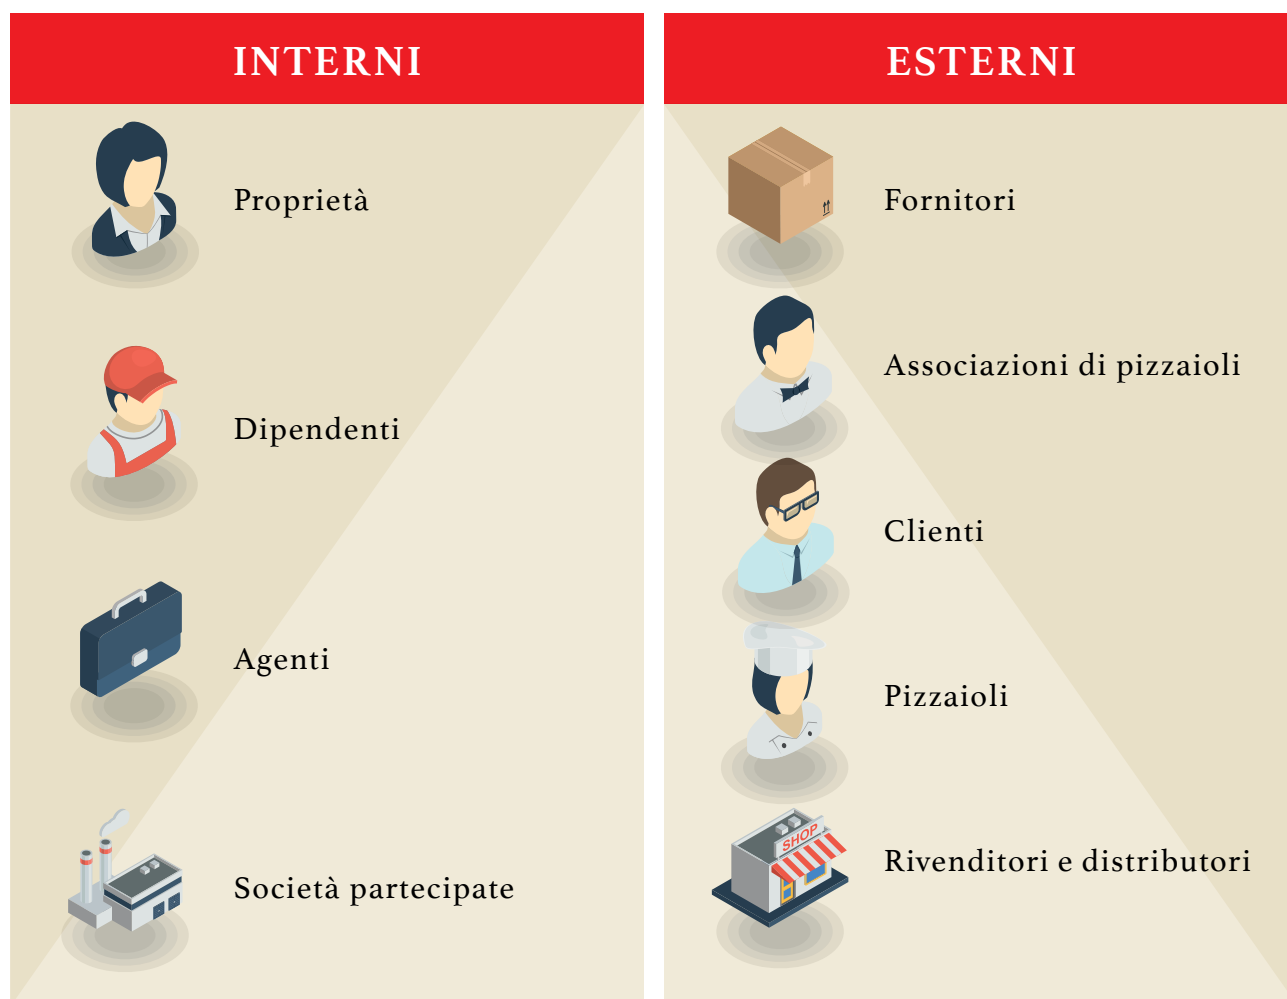 INTERNI
Proprietà
Dipendenti
Agenti
Società partecipate
ESTERNI
Fornitori
Associazioni di pizzaioli
Clienti
Pizzaioli
SHOP
Rivenditori e distributori